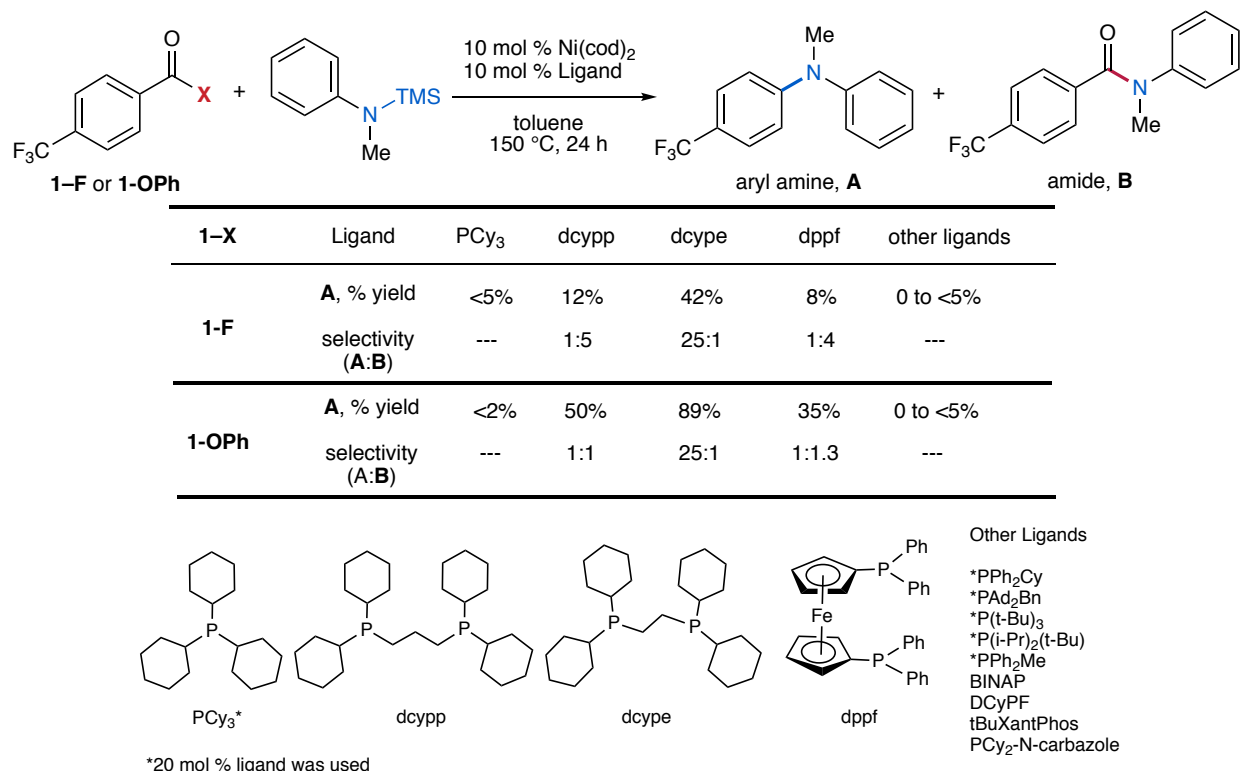 O
X
F3C
1–F or 1-OPh
+
N
TMS
Me
10 mol % Ni(cod)2
10 mol % Ligand
toluene
150 °C, 24 h
Me
N
F3C
aryl amine, A
+
O
N
Me
F3C
amide, B
1–X Ligand PCy3 dcypp dcype dppf other ligands
1-F
A, % yield <5% 12% 42% 8% 0 to <5%
selectivity --- 1:5 25:1 1:4 ---
(A:B)
1-OPh
A, % yield <2% 50% 89% 35% 0 to <5%
selectivity --- 1:1 25:1 1:1.3 ---
(A:B)
P
PCy3*
P P
dcypp
P P
dcype
P Ph
Ph
Fe
P Ph
Ph
dppf
Other Ligands
*PPh2Cy
*PAd2Bn
*P(t-Bu)3
*P(i-Pr)2(t-Bu)
*PPh2Me
BINAP
DCyPF
tBuXantPhos
PCy2-N-carbazole
*20 mol % ligand was used